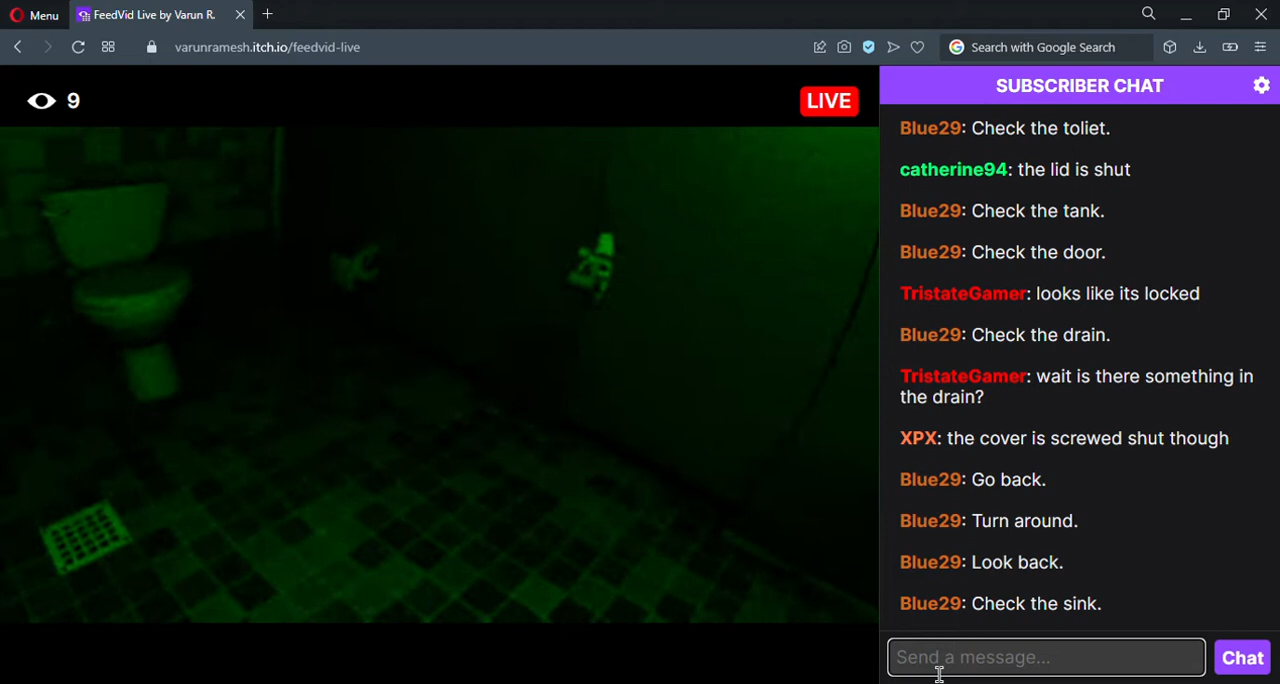 Menu
FeedVid Live by Varun R.
varunramesh.itch.io/feedvid-live
Search with Google Search
9
LIVE
SUBSCRIBER CHAT
Blue29: Check the toliet.
catherine94: the lid is shut
Blue29: Check the tank.
Blue29: Check the door.
TristateGamer: looks like its locked
Blue29: Check the drain.
TristateGamer: wait is there something in
the drain?
XPX: the cover is screwed shut though
Blue29: Go back.
Blue29: Turn around.
Blue29: Look back.
Blue29: Check the sink.
Send a message...
Chat